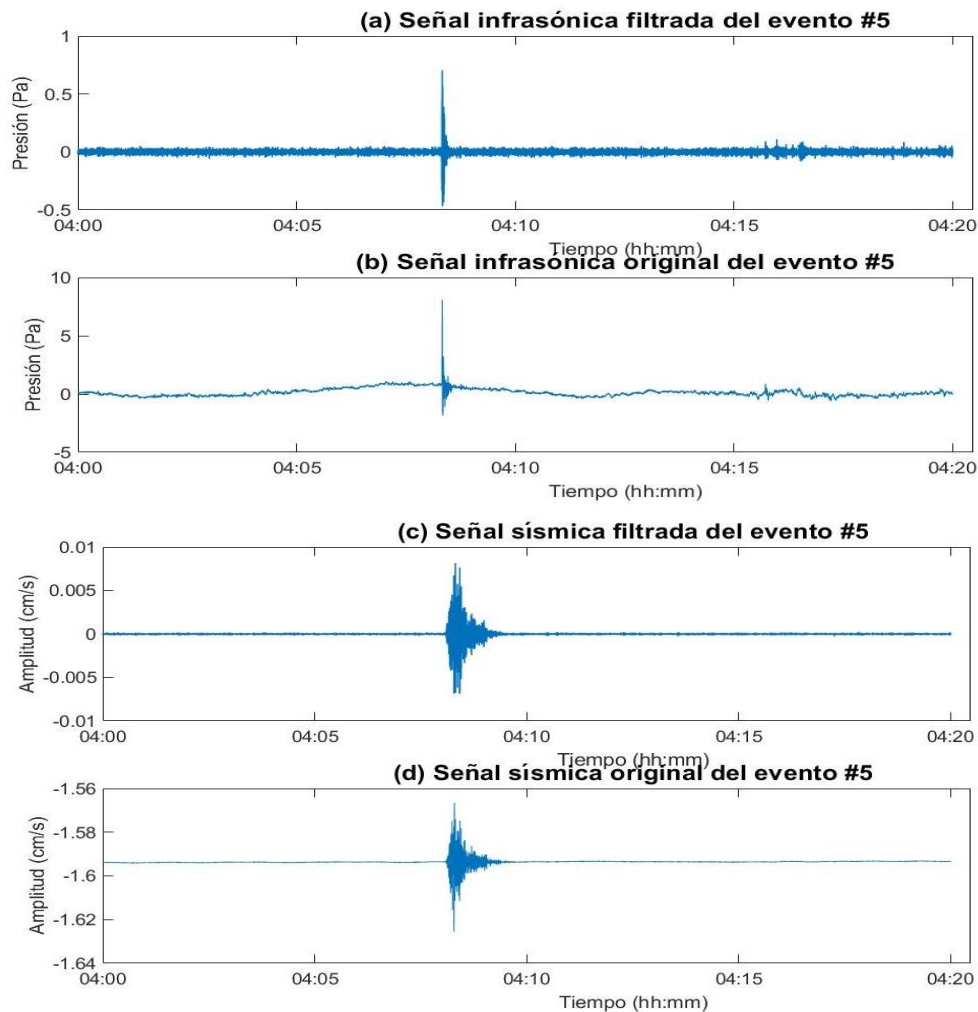 (a) Señal infrasónica filtrada del evento #5
1
0.5
0
-0.5
Presión (Pa)
04:00 04:05 04:10 04:15 04:20
Tiempo (hh:mm)
(b) Señal infrasónica original del evento #5
10
5
0
-5
Presión (Pa)
04:00 04:05 04:10 04:15 04:20
Tiempo (hh:mm)
(c) Señal sísmica filtrada del evento #5
0.01
0.005
0
-0.005
-0.01
Amplitud (cm/s)
04:00 04:05 04:10 04:15 04:20
Tiempo (hh:mm)
(d) Señal sísmica original del evento #5
-1.56
-1.58
-1.6
-1.62
-1.64
Amplitud (cm/s)
04:00 04:05 04:10 04:15 04:20
Tiempo (hh:mm)